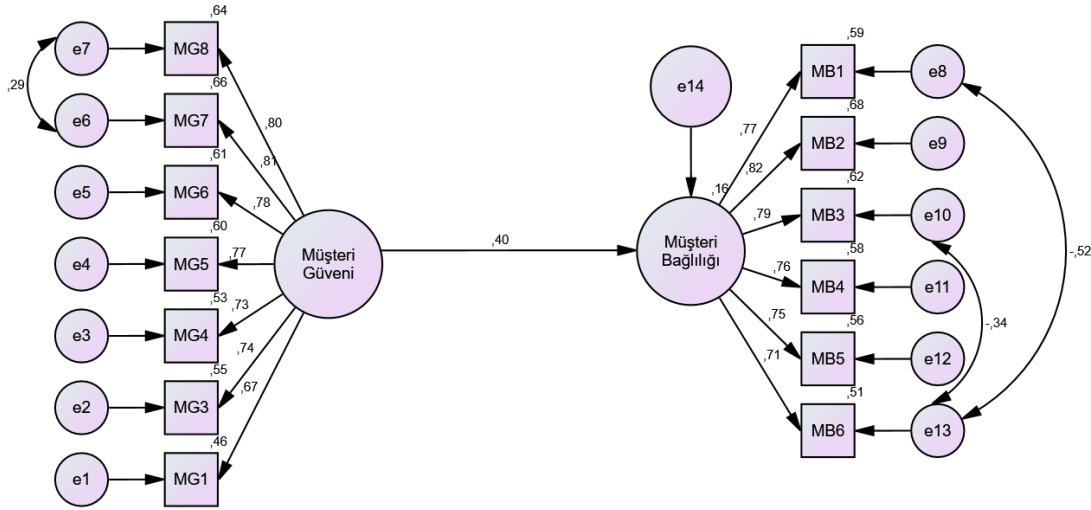 ,64
e7
MG8
,29
,66
e6
MG7
,80
,61
,81
e5
MG6
,78
,60
e4
MG5
,77
,53
,73
e3
MG4
,74
,55
,67
e2
MG3
,46
e1
MG1
Müşteri
Güveni
,40
e14
,16
Müşteri
Bağlılığı
,59
MB1
e8
,77
,68
MB2
e9
,82
,62
MB3
e10
,79
,58
MB4
e11
,76
,75
,56
MB5
e12
,71
,51
MB6
e13
-,52
-,34